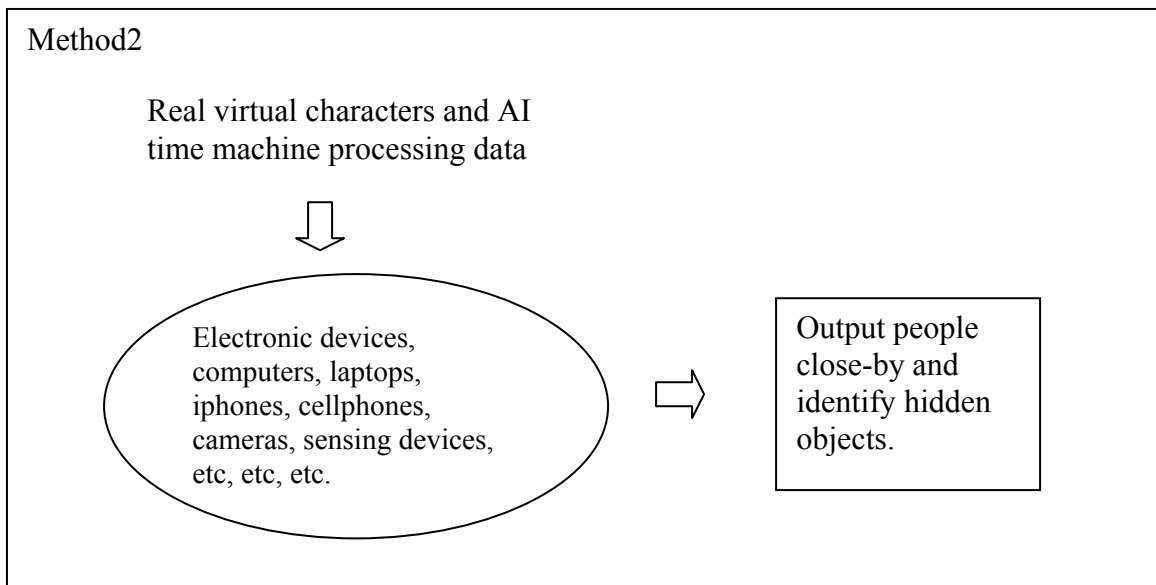 Method2
Real virtual characters and AI
time machine processing data
Electronic devices,
computers, laptops,
iphones, cellphones,
cameras, sensing devices,
etc, etc, etc.
Output people
close-by and
identify hidden
objects.